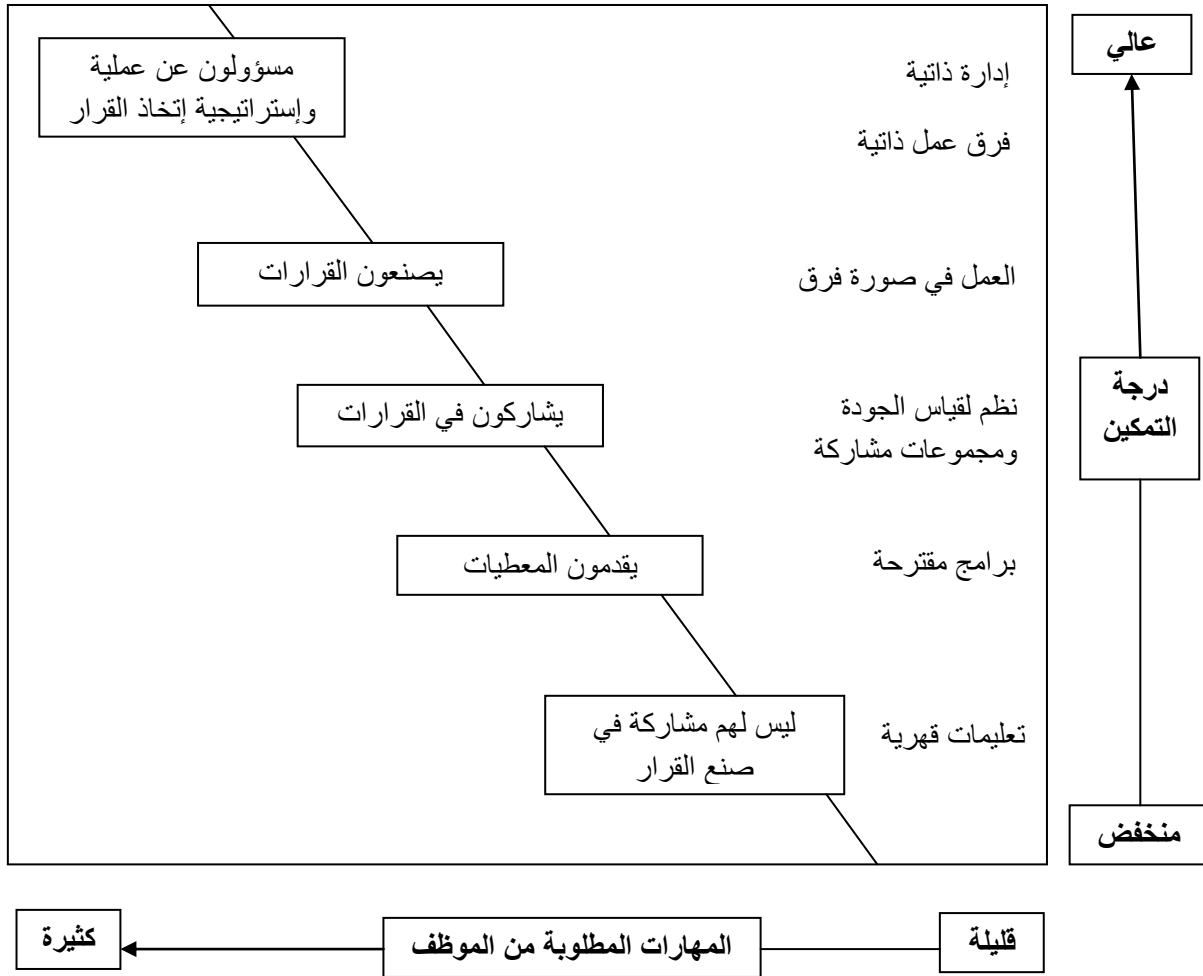 عالي
إدارة ذاتية
مسؤولون عن عملية
وإستراتيجية إتخاذ القرار
فرق عمل ذاتية
العمل في صورة فرق
يصنعون القرارات
درجة
التمكين
نظم لقياس الجودة
ومجموعات مشاركة
يشاركون في القرارات
برامج مقترحة
يقدمون المعطيات
تعليمات قهرية
ليس لهم مشاركة في
صنع القرار
منخفض
قليلة
المهارات المطلوبة من الموظف
كثيرة